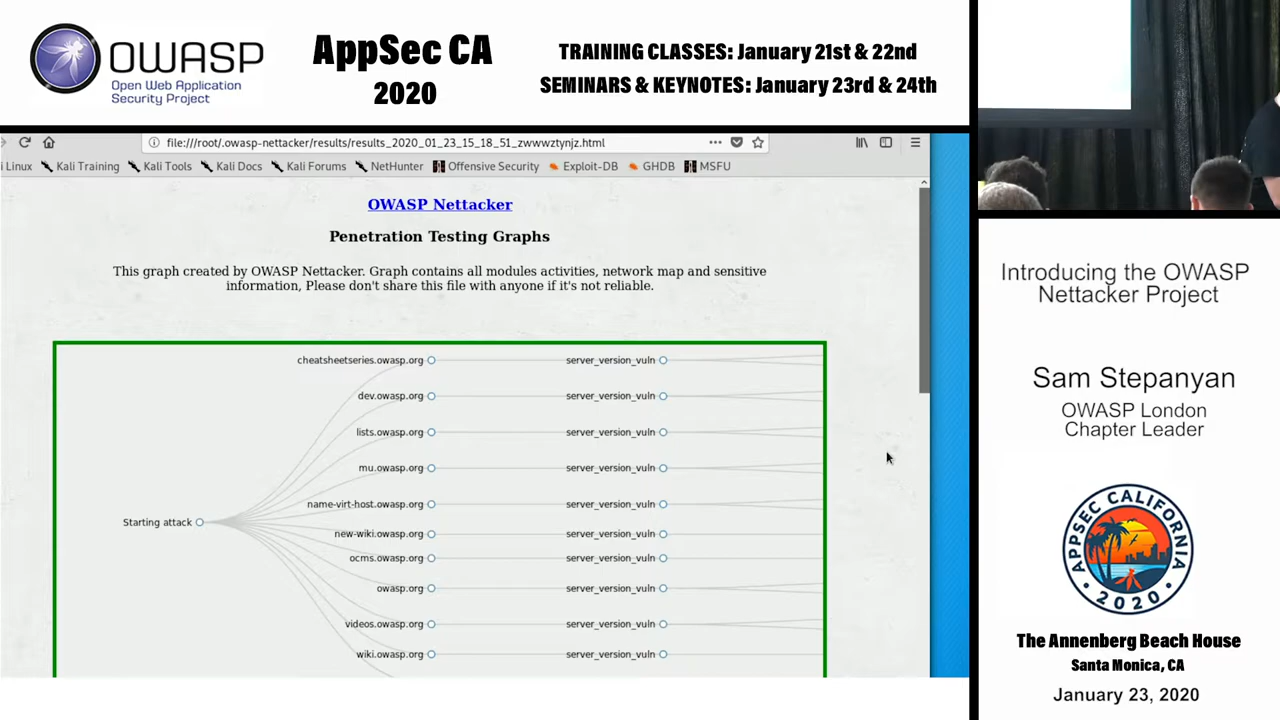 OWASP
Open Web Application
Security Project
AppSec CA
2020
TRAINING CLASSES: January 21st & 22nd
SEMINARS & KEYNOTES: January 23rd & 24th
file:///root/.owasp-nettacker/results/results_2020_01_23_15_18_51_zwwwztynjz.html
i Linux
Kali Training
Kali Tools
Kali Docs
Kali Forums
NetHunter
Offensive Security
Exploit-DB
GHDB
MSFU
OWASP Nettacker
Penetration Testing Graphs
This graph created by OWASP Nettacker. Graph contains all modules activities, network map and sensitive
information, Please don't share this file with anyone if it's not reliable.
cheatsheetseries.owasp.org server_version_vuln
dev.owasp.org server_version_vuln
lists.owasp.org server_version_vuln
mu.owasp.org server_version_vuln
name-virt-host.owasp.org server_version_vuln
Starting attack
new-wiki.owasp.org server_version_vuln
ocms.owasp.org server_version_vuln
owasp.org server_version_vuln
videos.owasp.org server_version_vuln
wiki.owasp.org server_version_vuln
Introducing the OWASP
Nettacker Project
Sam Stepanyan
OWASP London
Chapter Leader
APPSEC CALIFORNIA
2020
The Annenberg Beach House
Santa Monica, CA
January 23, 2020